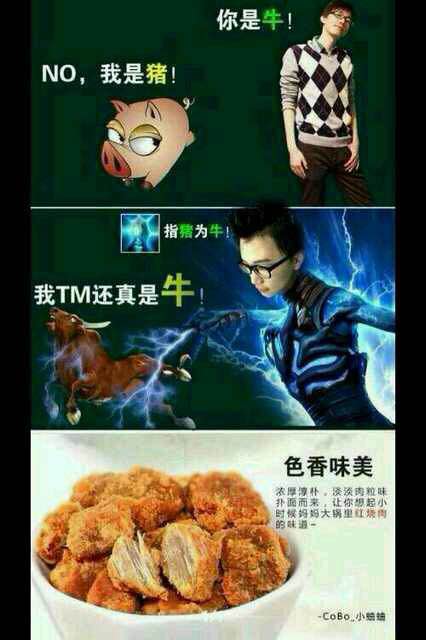 你是牛！
NO，我是猪！
指猪为牛！
我TM还真是牛！
色香味美
浓厚淳朴，淡淡肉粒味
扑面而来，让你想起小
时候妈妈大锅里红烧肉
的味道~
-CoBo_小蛐蛐